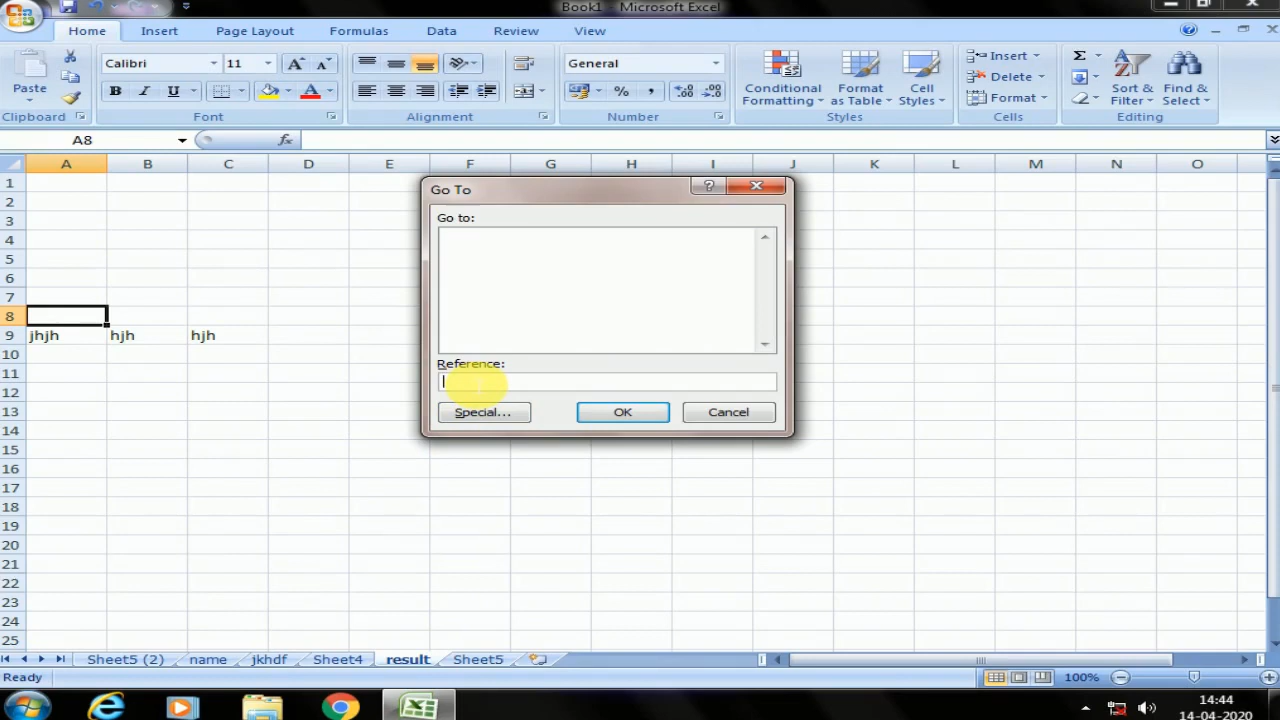 Book1 - Microsoft Excel
Home Insert Page Layout Formulas Data Review View
Calibri 11 A A General Σ Insert
Paste B I U A % , Conditional Formatting Format as Table Cell Styles Delete Format Sort & Filter Find & Select
Clipboard Font Alignment Number Styles Cells Editing
A8 fx
A B C D E F G H I J K L M N O
1
2
3
4
5
6
7
8
9 jhjh hjh hjh
10
11
12
13
14
15
16
17
18
19
20
21
22
23
24
25
Go To
Go to:
Reference:
Special... OK Cancel
Sheet5 (2) name jkhdf Sheet4 result Sheet5
Ready 100%
14:44
14-04-2020